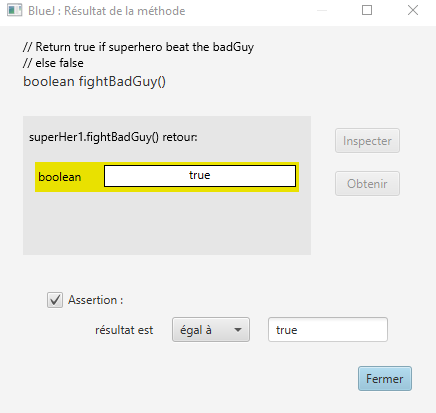 BlueJ : Résultat de la méthode
// Return true if superhero beat the badGuy
// else false
boolean fightBadGuy()
superHer1.fightBadGuy() retour:
Inspecter
boolean true
Obtenir
Assertion :
résultat est égal à true
Fermer